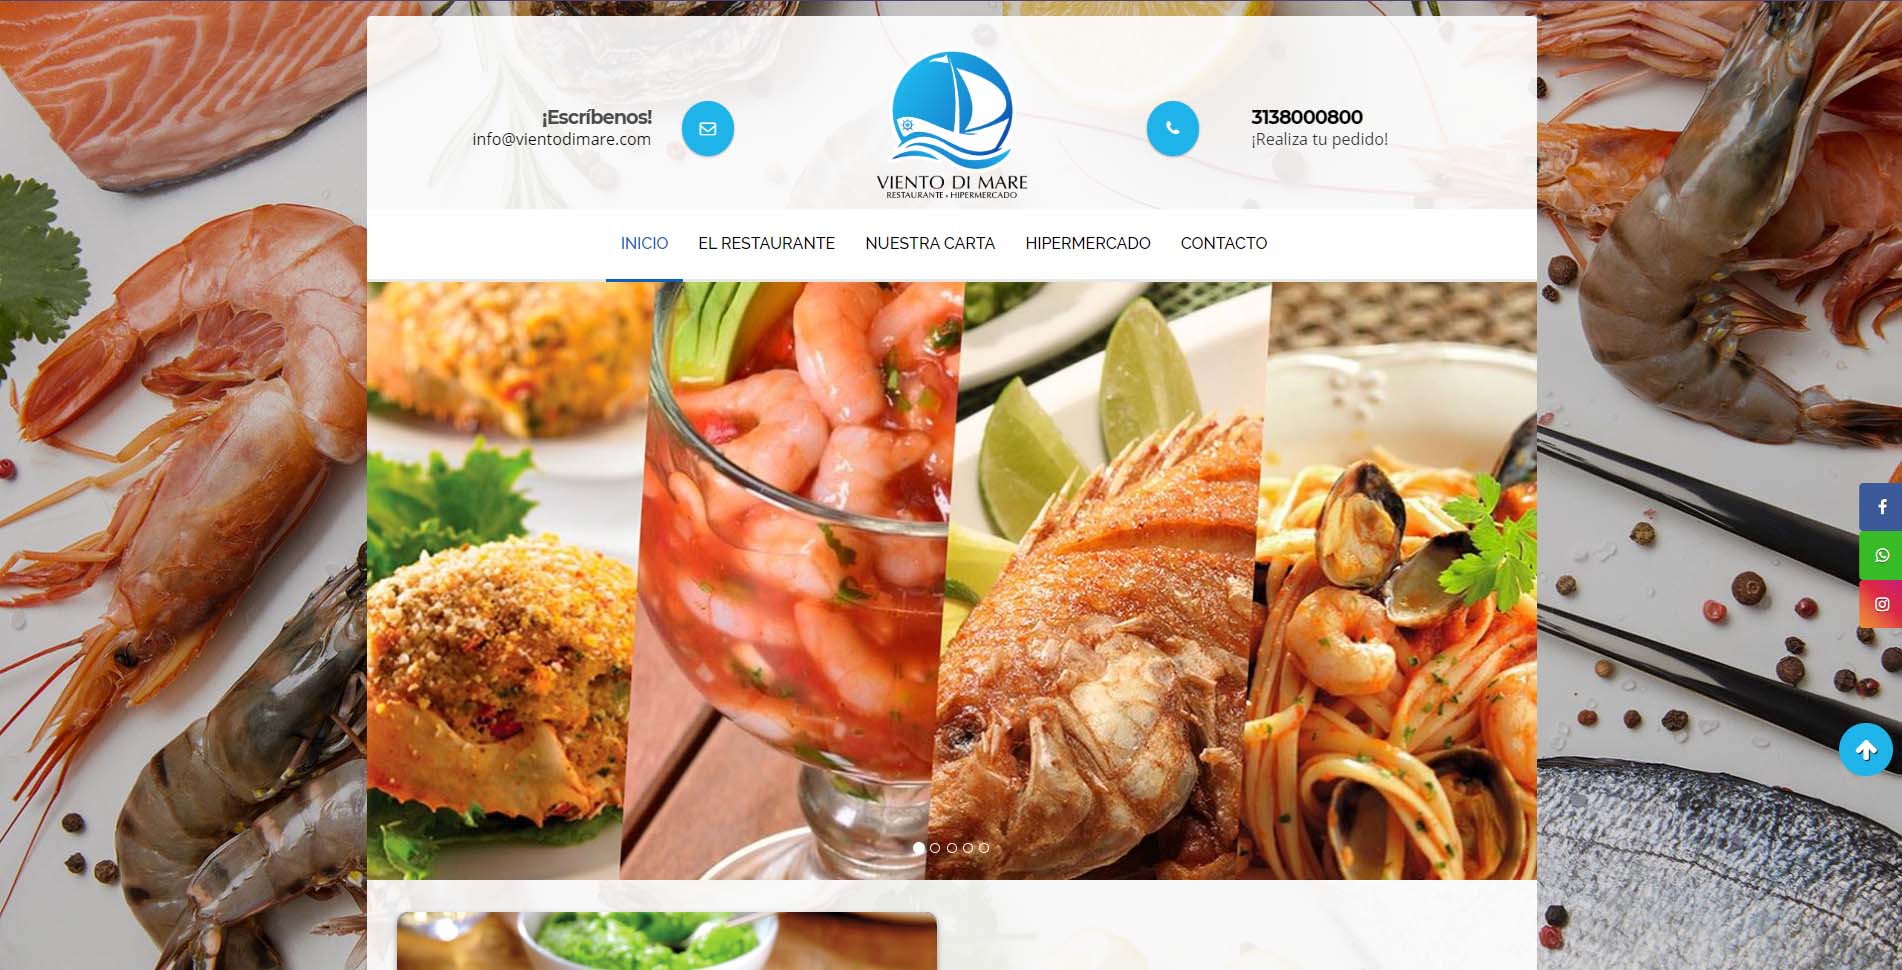 ¡Escríbenos!
info@vientodimare.com
VIENTO DI MARE
RESTAURANTE • HIPERMERCADO
3138000800
¡Realiza tu pedido!
INICIO EL RESTAURANTE NUESTRA CARTA HIPERMERCADO CONTACTO